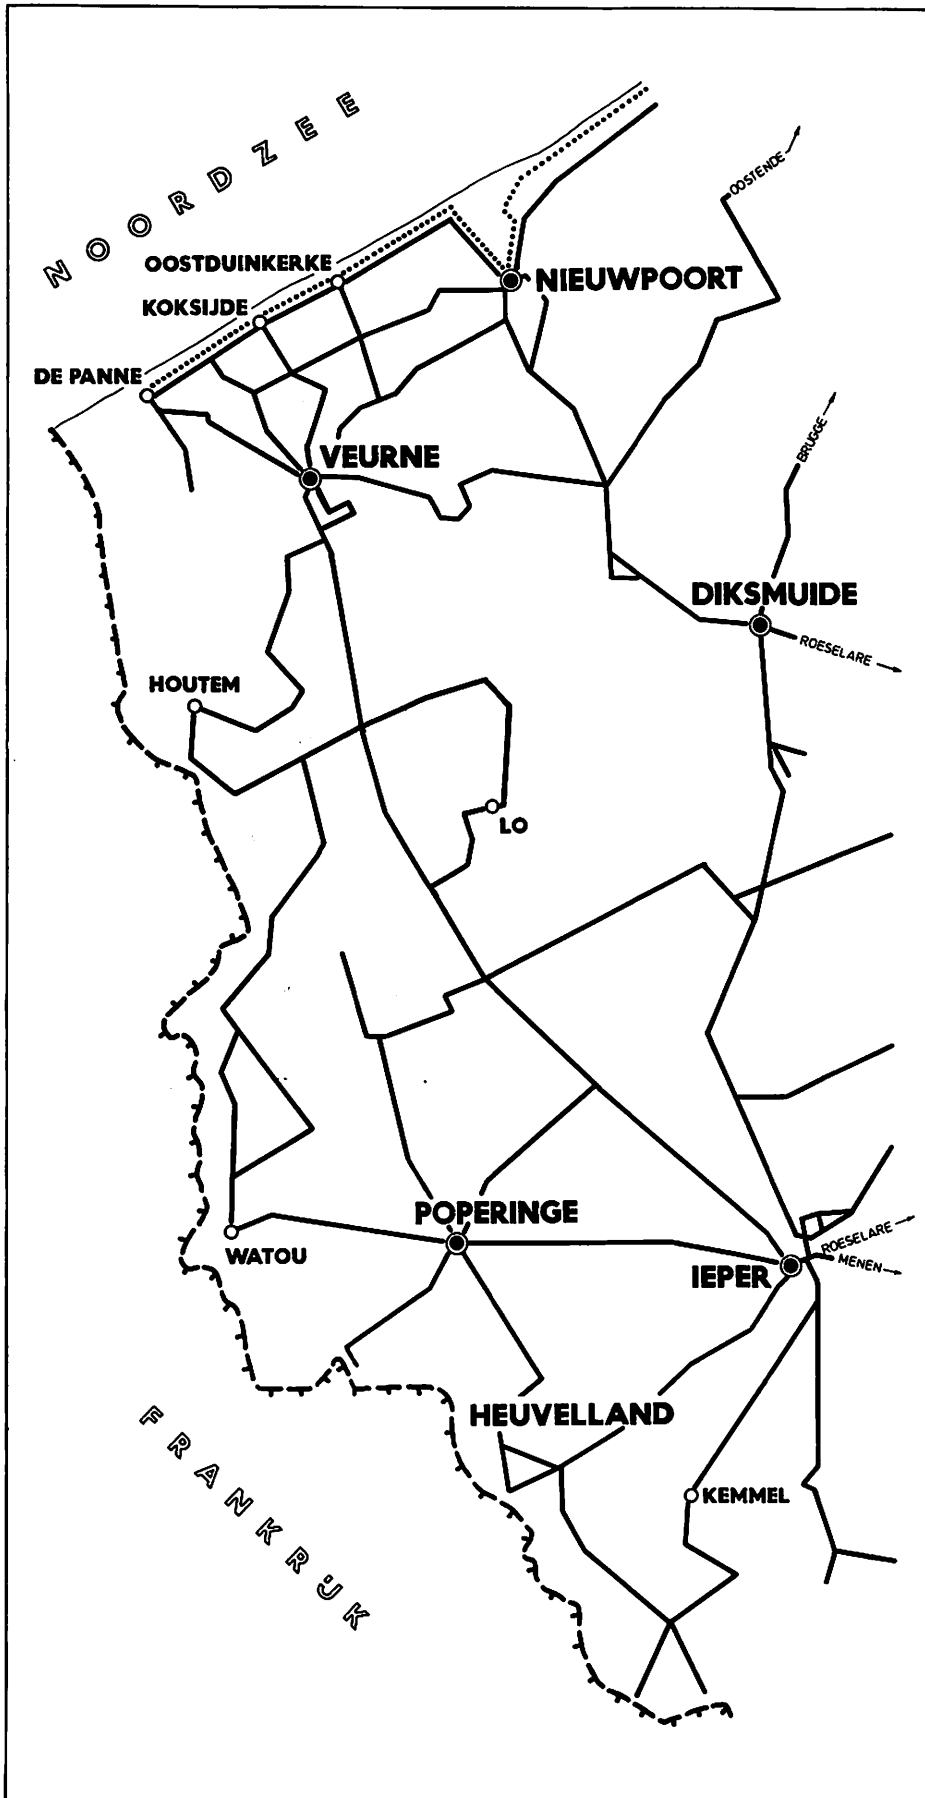 NOORDZEE
OOSTENDE
OOSTDUINKERKE
NIEUWPOORT
KOKSIJDE
DE PANNE
BRUGGE
VEURNE
DIKSMUIDE
ROESELARE
HOUTEM
LO
POPERINGE
WATOU
ROESELARE
MENEN
IEPER
HEUVELLAND
FRANKRIJK
KEMMEL